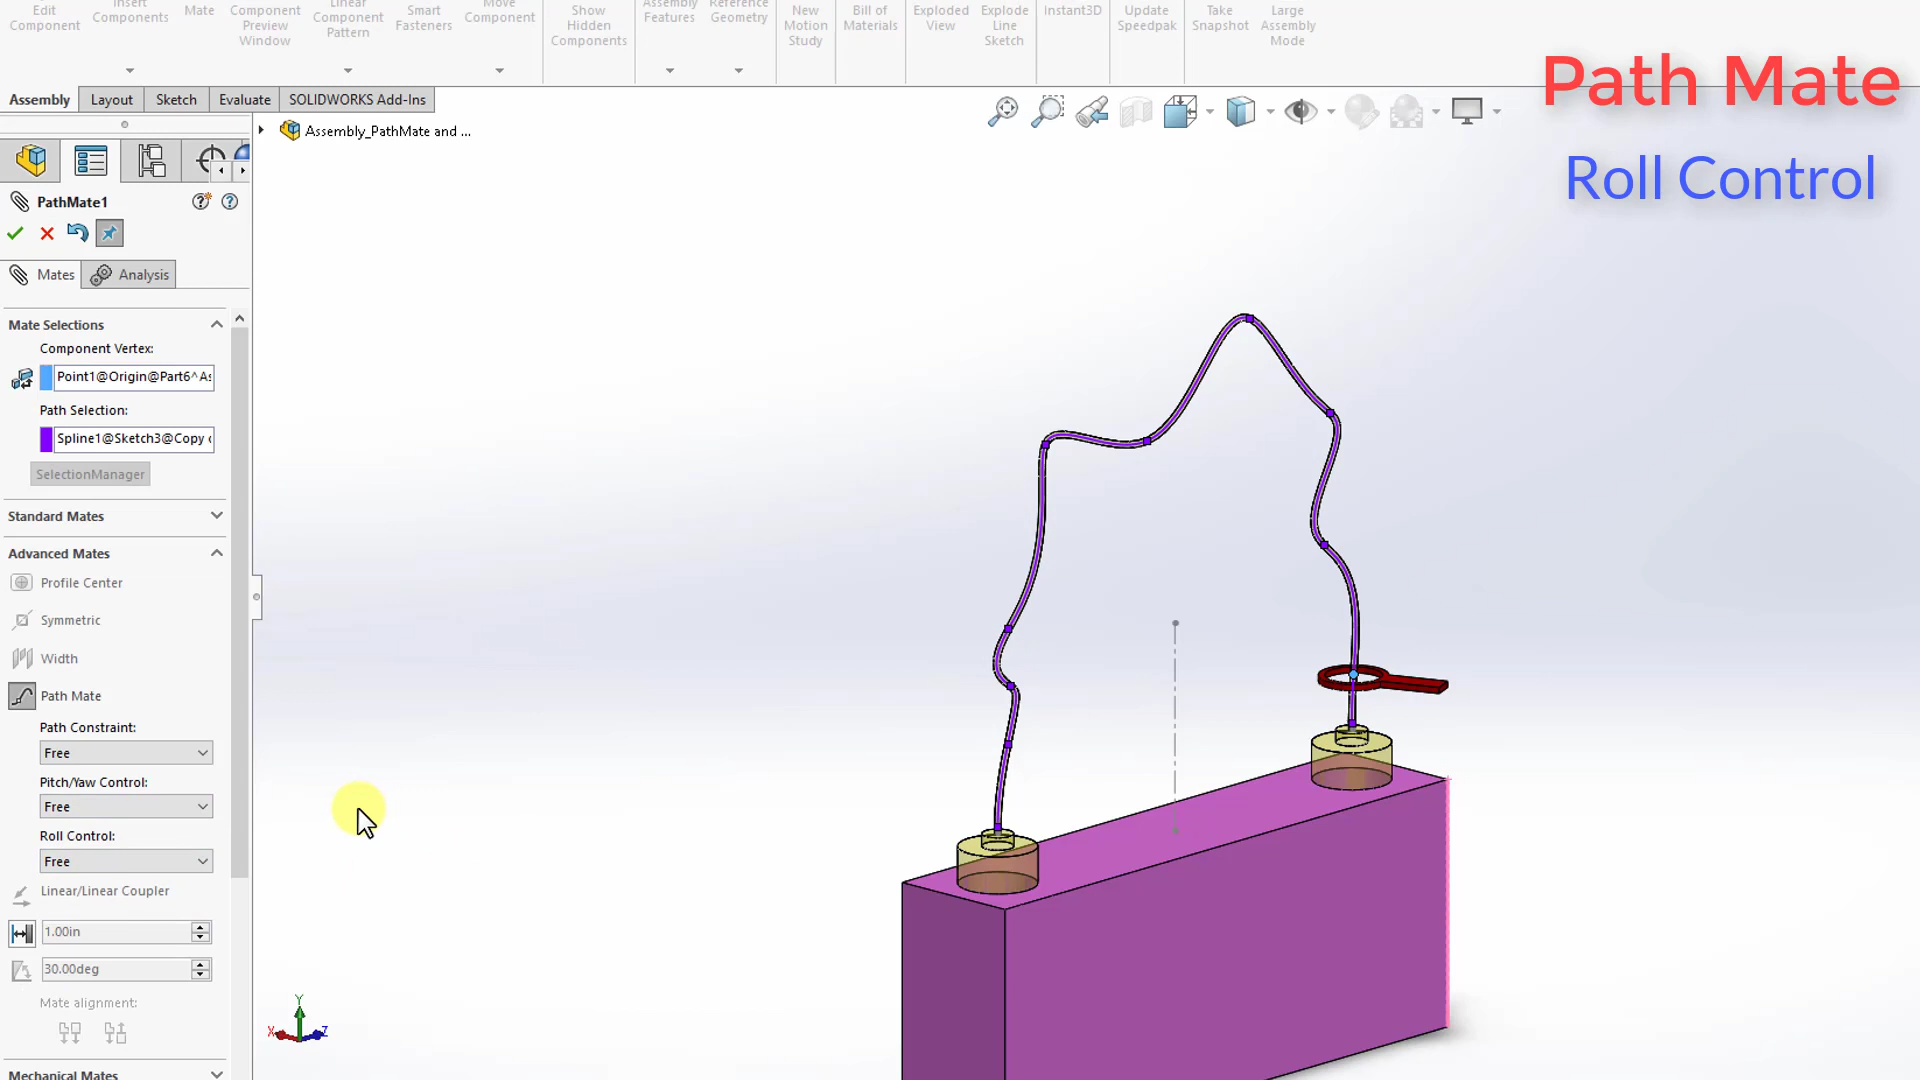 Edit
Component
Insert
Components
Mate
Component
Preview
Window
Linear
Component
Pattern
Smart
Fasteners
Move
Component
Show
Hidden
Components
Assembly
Features
Reference
Geometry
New
Motion
Study
Bill of
Materials
Exploded
View
Explode
Line
Sketch
Instant3D
Update
Speedpak
Take
Snapshot
Large
Assembly
Mode
Path Mate
Roll Control
Assembly
Layout
Sketch
Evaluate
SOLIDWORKS Add-Ins
Assembly_PathMate and ...
PathMate1
Mates
Analysis
Mate Selections
Component Vertex:
Point1@Origin@Part6^As
Path Selection:
Spline1@Sketch3@Copy
SelectionManager
Standard Mates
Advanced Mates
Profile Center
Symmetric
Width
Path Mate
Path Constraint:
Free
Pitch/Yaw Control:
Free
Roll Control:
Free
Linear/Linear Coupler
1.00in
30.00deg
Mate alignment:
Mechanical Mates
Y
X
Z